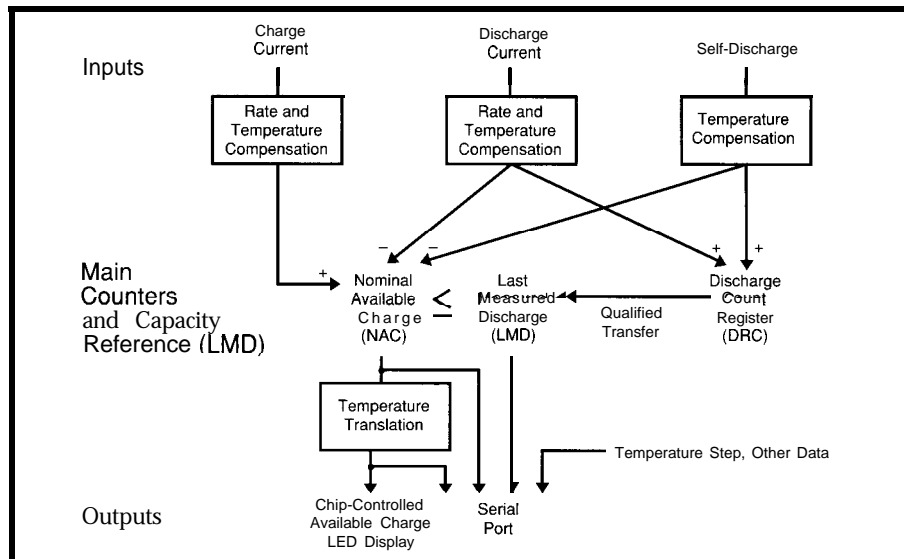 Inputs
Charge
Current
Discharge
Current
Self-Discharge
Rate and
Temperature
Compensation
Rate and
Temperature
Compensation
Temperature
Compensation
Main
Counters
and Capacity
Reference (LMD)
+
−
−
+
+
Nominal
Available
Charge
(NAC)
≤
Last
Measured
Discharge
(LMD)
Qualified
Transfer
Discharge
Count
Register
(DRC)
Temperature
Translation
Temperature Step, Other Data
Outputs
Chip-Controlled
Available Charge
LED Display
Serial
Port